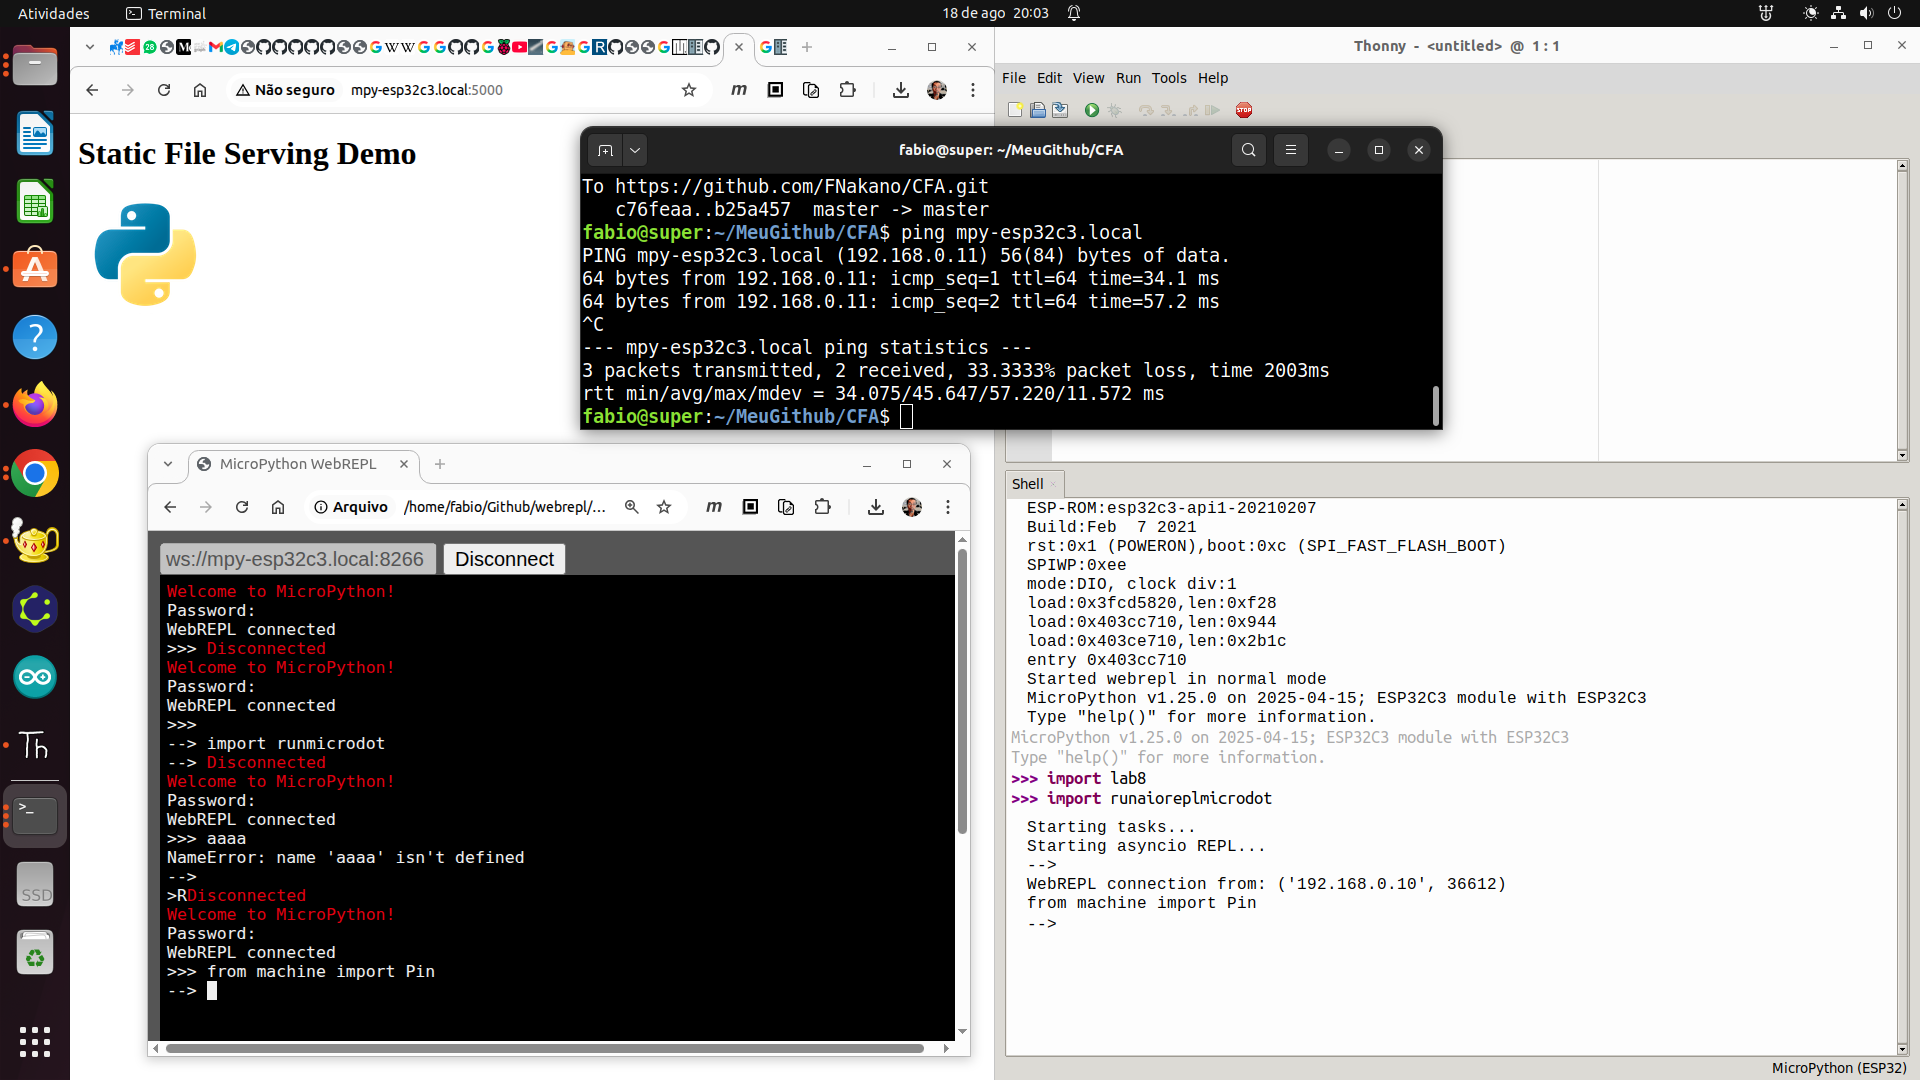 Atividades
Terminal
18 de ago 20:03
Não seguro
mpy-esp32c3.local:5000
Static File Serving Demo
Thonny - <untitled> @ 1:1
File Edit View Run Tools Help
STOP
fabio@super: ~/MeuGithub/CFA
To https://github.com/FNakano/CFA.git
c76feaa..b25a457 master -> master
fabio@super:~/MeuGithub/CFA$ ping mpy-esp32c3.local
PING mpy-esp32c3.local (192.168.0.11) 56(84) bytes of data.
64 bytes from 192.168.0.11: icmp_seq=1 ttl=64 time=34.1 ms
64 bytes from 192.168.0.11: icmp_seq=2 ttl=64 time=57.2 ms
^C
--- mpy-esp32c3.local ping statistics ---
3 packets transmitted, 2 received, 33.3333% packet loss, time 2003ms
rtt min/avg/max/mdev = 34.075/45.647/57.220/11.572 ms
fabio@super:~/MeuGithub/CFA$
MicroPython WebREPL
Arquivo
/home/fabio/Github/webrepl/...
ws://mpy-esp32c3.local:8266
Disconnect
Welcome to MicroPython!
Password:
WebREPL connected
>>> Disconnected
Welcome to MicroPython!
Password:
WebREPL connected
>>>
--> import runmicrodot
--> Disconnected
Welcome to MicroPython!
Password:
WebREPL connected
>>> aaaa
NameError: name 'aaaa' isn't defined
-->
>RDisconnected
Welcome to MicroPython!
Password:
WebREPL connected
>>> from machine import Pin
-->
Shell
ESP-ROM:esp32c3-api1-20210207
Build:Feb  7 2021
rst:0x1 (POWERON),boot:0xc (SPI_FAST_FLASH_BOOT)
SPIWP:0xee
mode:DIO, clock div:1
load:0x3fcd5820,len:0xf28
load:0x403cc710,len:0x944
load:0x403ce710,len:0x2b1c
entry 0x403cc710
Started webrepl in normal mode
MicroPython v1.25.0 on 2025-04-15; ESP32C3 module with ESP32C3
Type "help()" for more information.
MicroPython v1.25.0 on 2025-04-15; ESP32C3 module with ESP32C3
Type "help()" for more information.
>>> import lab8
>>> import runaioreplmicrodot
Starting tasks...
Starting asyncio REPL...
-->
WebREPL connection from: ('192.168.0.10', 36612)
from machine import Pin
-->
MicroPython (ESP32)
Th
SSD